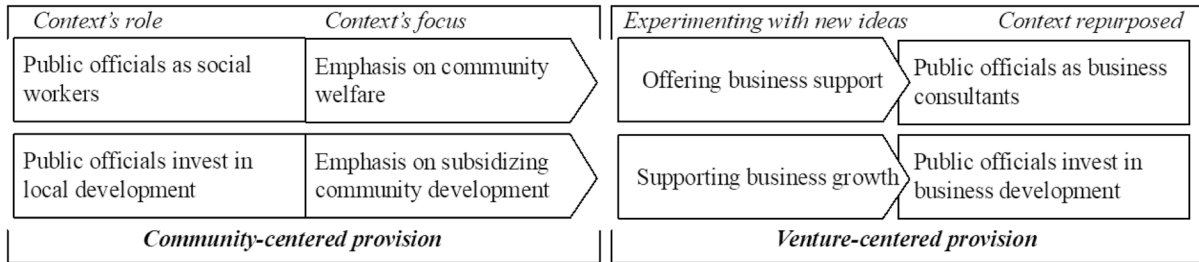 Context's role
Context's focus
Experimenting with new ideas
Context repurposed
Public officials as social
workers
Emphasis on community
welfare
Offering business support
Public officials as business
consultants
Public officials invest in
local development
Emphasis on subsidizing
community development
Supporting business growth
Public officials invest in
business development
Community-centered provision
Venture-centered provision